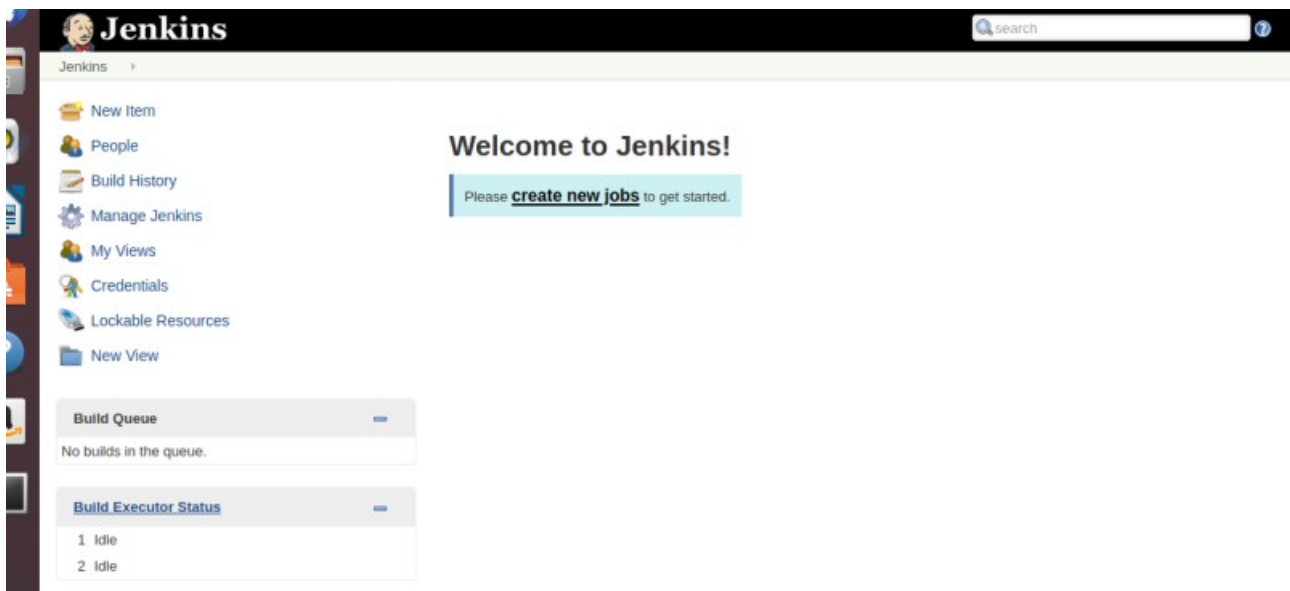 Jenkins
search
Jenkins
New Item
People
Build History
Manage Jenkins
My Views
Credentials
Lockable Resources
New View
Welcome to Jenkins!
Please create new jobs to get started.
Build Queue
No builds in the queue.
Build Executor Status
1 Idle
2 Idle